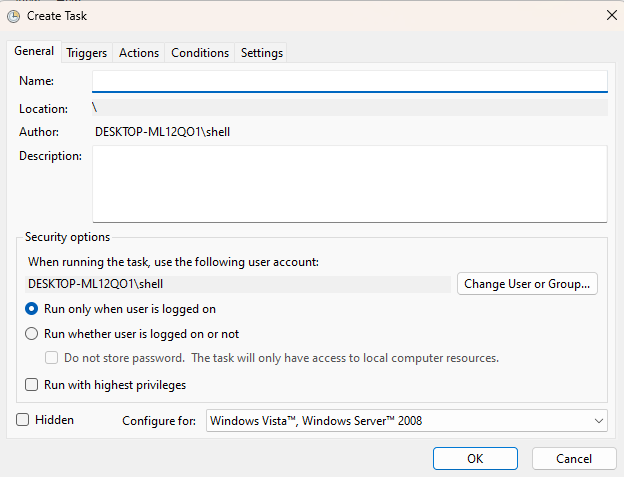 Create Task
General Triggers Actions Conditions Settings
Name:
Location: \
Author: DESKTOP-ML12QO1\shell
Description:
Security options
When running the task, use the following user account:
DESKTOP-ML12QO1\shell Change User or Group...
Run only when user is logged on
Run whether user is logged on or not
Do not store password. The task will only have access to local computer resources.
Run with highest privileges
Hidden Configure for: Windows Vista™, Windows Server™ 2008
OK Cancel